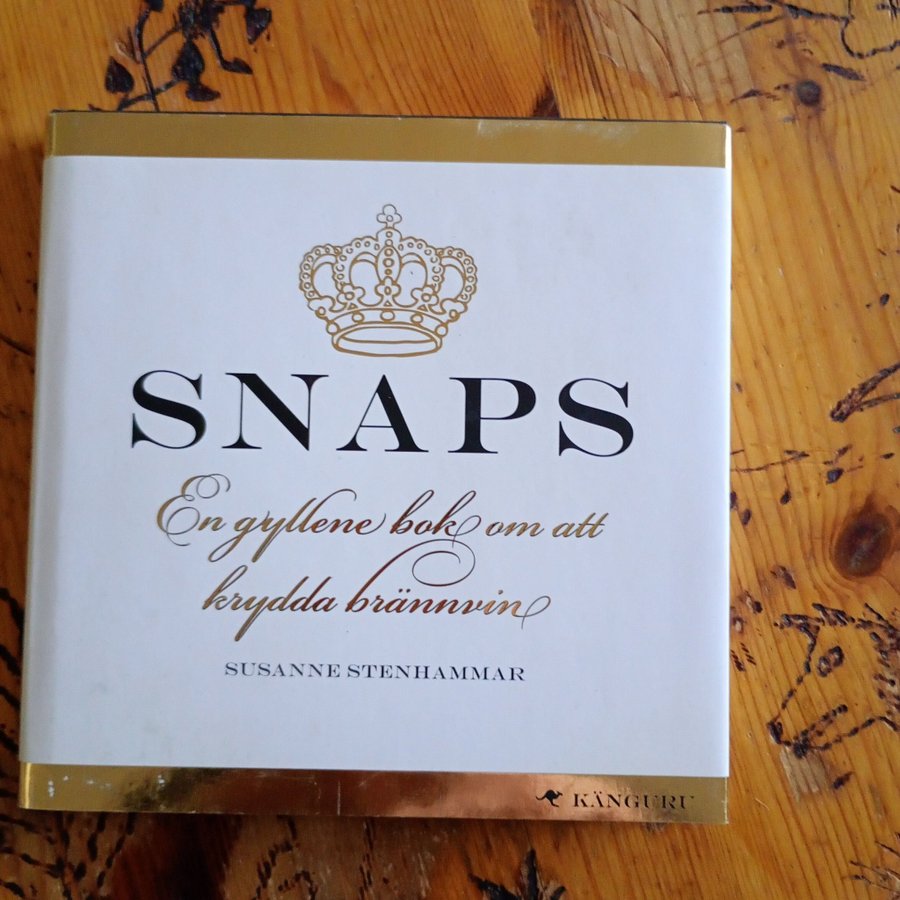 SNAPS
En gyllene bok om att
krydda brännvin
SUSANNE STENHAMMAR
KÄNGURU